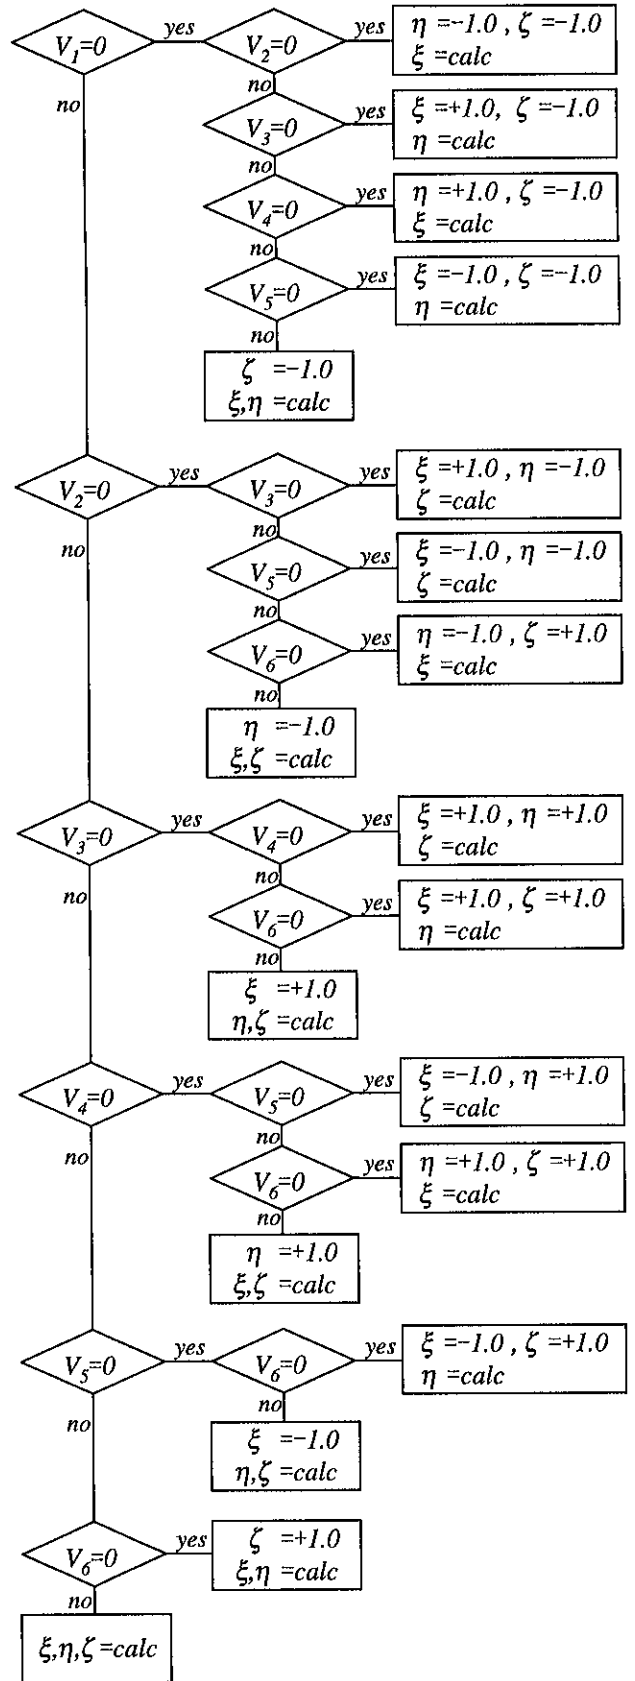 V₁=0
yes
V₂=0
yes
η =−1.0 , ζ =−1.0
ξ =calc
no
no
V₃=0
yes
ξ =+1.0, ζ =−1.0
η =calc
no
V₄=0
yes
η =+1.0 , ζ =−1.0
ξ =calc
no
V₅=0
yes
ξ =−1.0 , ζ =−1.0
η =calc
no
ζ =−1.0
ξ,η =calc
V₂=0
yes
V₃=0
yes
ξ =+1.0 , η =−1.0
ζ =calc
no
no
V₅=0
yes
ξ =−1.0 , η =−1.0
ζ =calc
no
V₆=0
yes
η =−1.0 , ζ =+1.0
ξ =calc
no
η =−1.0
ξ,ζ =calc
V₃=0
yes
V₄=0
yes
ξ =+1.0 , η =+1.0
ζ =calc
no
no
V₆=0
yes
ξ =+1.0 , ζ =+1.0
η =calc
no
ξ =+1.0
η,ζ =calc
V₄=0
yes
V₅=0
yes
ξ =−1.0 , η =+1.0
ζ =calc
no
no
V₆=0
yes
η =+1.0 , ζ =+1.0
ξ =calc
no
η =+1.0
ξ,ζ =calc
V₅=0
yes
V₆=0
yes
ξ =−1.0 , ζ =+1.0
η =calc
no
no
ξ =−1.0
η,ζ =calc
V₆=0
yes
ζ =+1.0
ξ,η =calc
no
ξ,η,ζ =calc